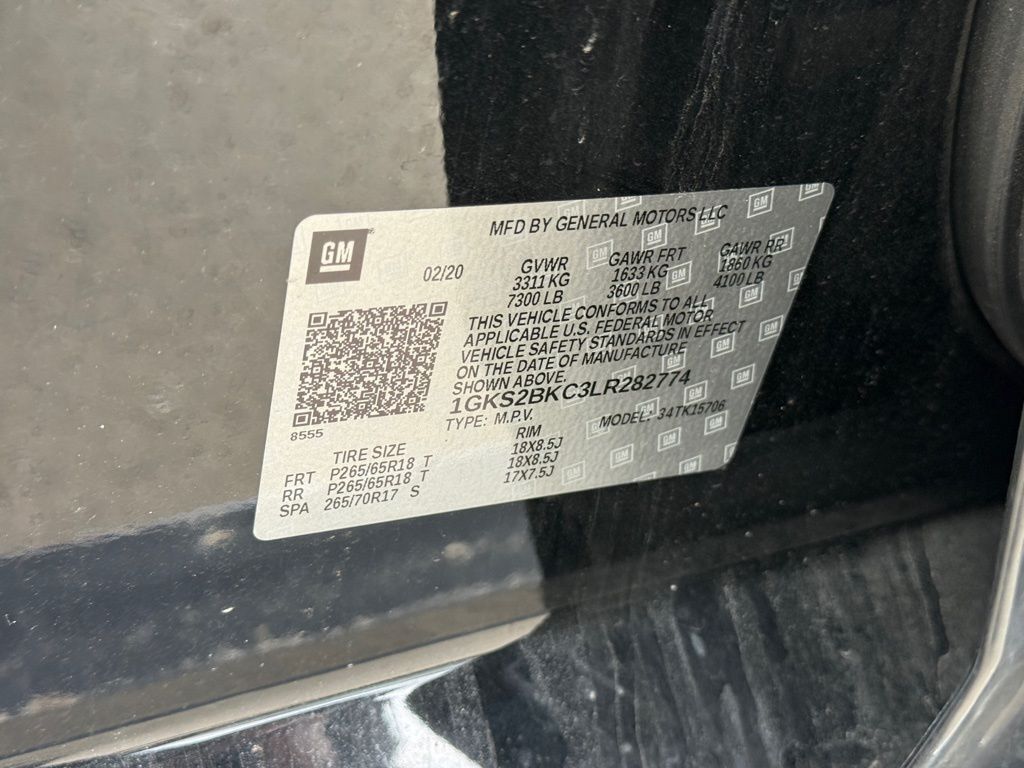 MFD BY GENERAL MOTORS LLC
GM
02/20
GVWR GAWR FRT GAWR RR
3311 KG 1633 KG 1860 KG
7300 LB 3600 LB 4100 LB
THIS VEHICLE CONFORMS TO ALL
APPLICABLE U.S. FEDERAL MOTOR
VEHICLE SAFETY STANDARDS IN EFFECT
ON THE DATE OF MANUFACTURE
SHOWN ABOVE.
1GKS2BKC3LR282774
TYPE: M.P.V. MODEL: 34TK15706
8555
TIRE SIZE RIM
FRT P265/65R18 T 18X8.5J
RR P265/65R18 T 18X8.5J
SPA 265/70R17 S 17X7.5J